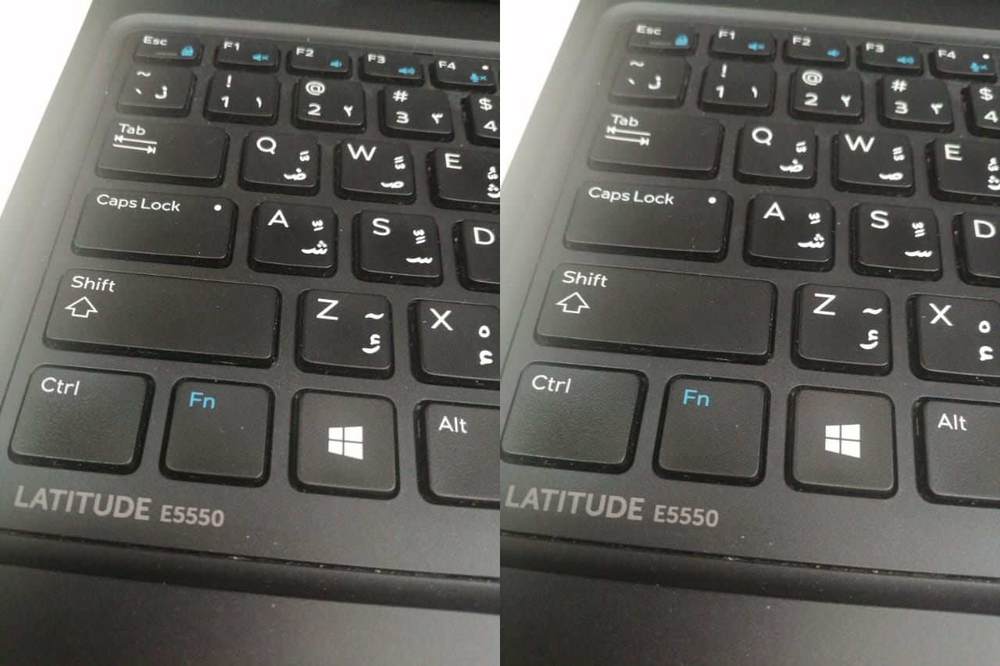 Esc F1 F2 F3 F4
~ ! @ # $
1 ١ 2 ٢ 3 ٣ 4
Tab Q ض W ص E ث
Caps Lock A ش S س D
Shift Z X
Ctrl Fn Alt
LATITUDE E5550
Esc F1 F2 F3 F4
~ ! @ # $
1 ١ 2 ٢ 3 ٣ 4
Tab Q ض W ص E ث
Caps Lock A ش S س D
Shift Z X
Ctrl Fn Alt
LATITUDE E5550